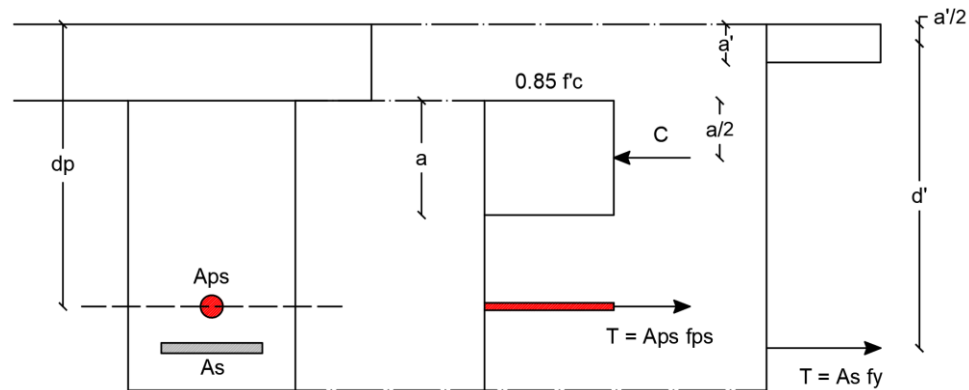 a'/2
a'
0.85 f'c
a/2
C
dp
a
d'
Aps
T = Aps fps
As
T = As fy